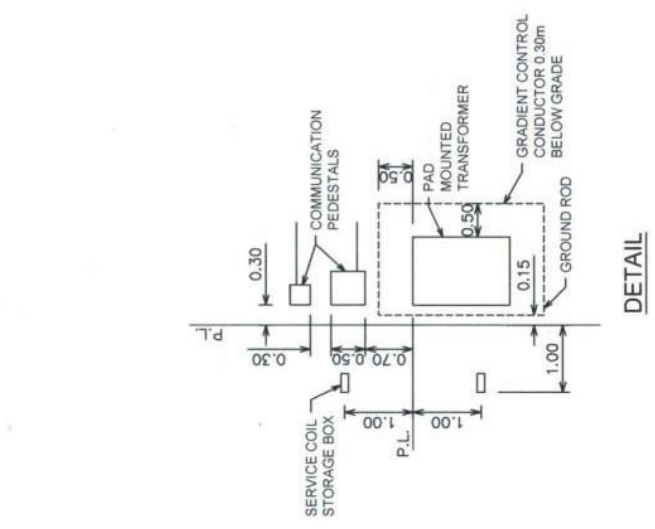 0.30
COMMUNICATION
PEDESTALS
P.L.
0.30
0.50
0.70
0.50
PAD
MOUNTED
TRANSFORMER
0.50
GRADIENT CONTROL
CONDUCTOR 0.30m
BELOW GRADE
SERVICE COIL
STORAGE BOX
1.00
1.00
P.L.
1.00
0.15
GROUND ROD
DETAIL